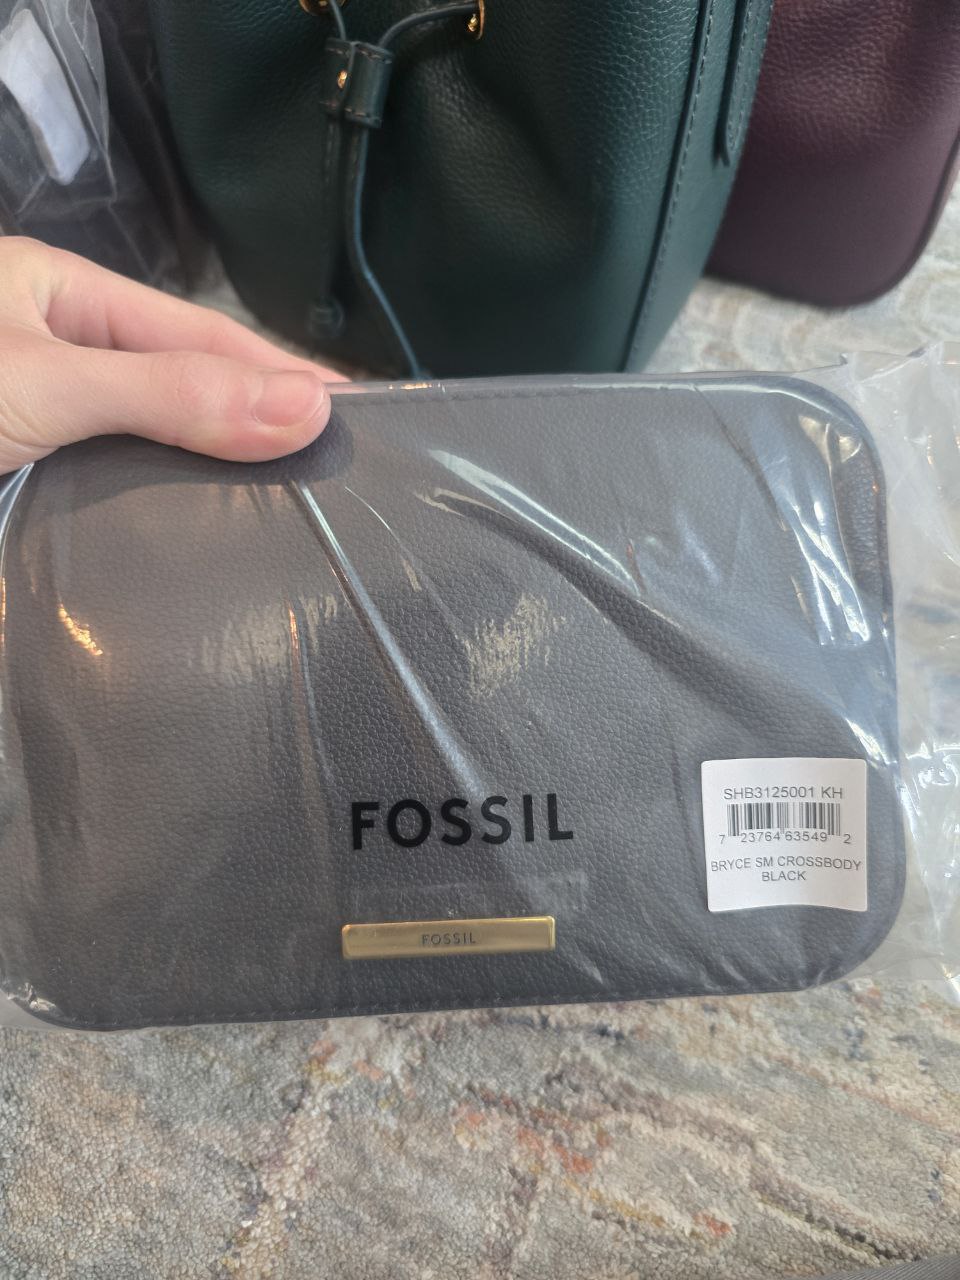 SHB3125001 KH
7 23764 63549 2
BRYCE SM CROSSBODY
BLACK
FOSSIL
FOSSIL